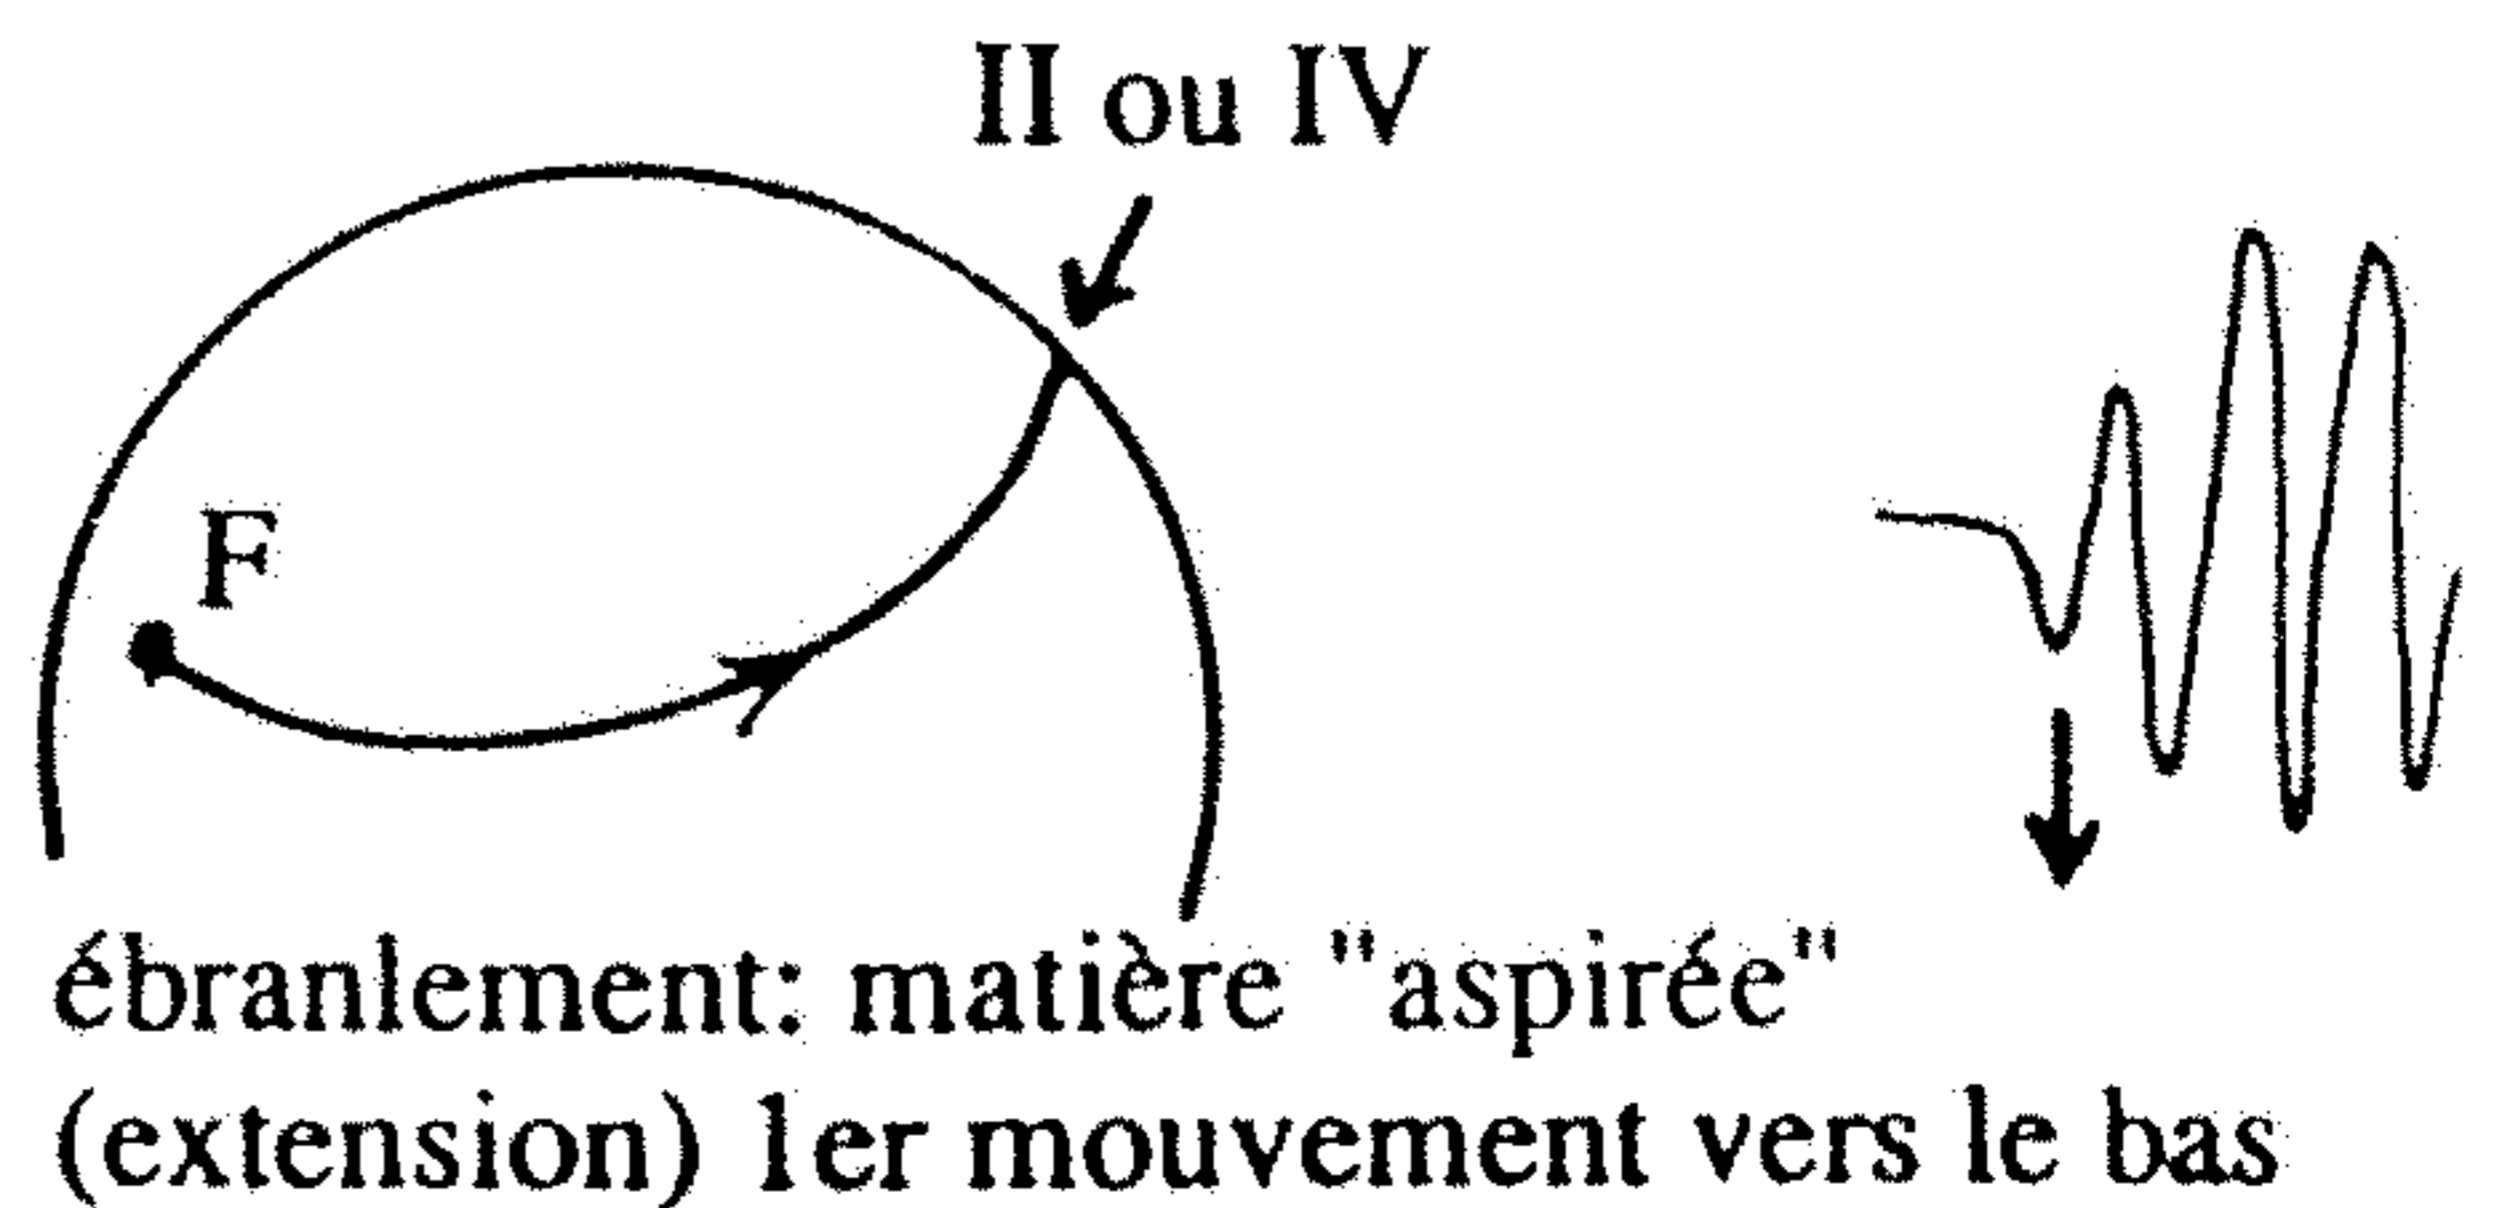 II ou IV
F
ébranlement: matière "aspirée"
(extension) 1er mouvement vers le bas